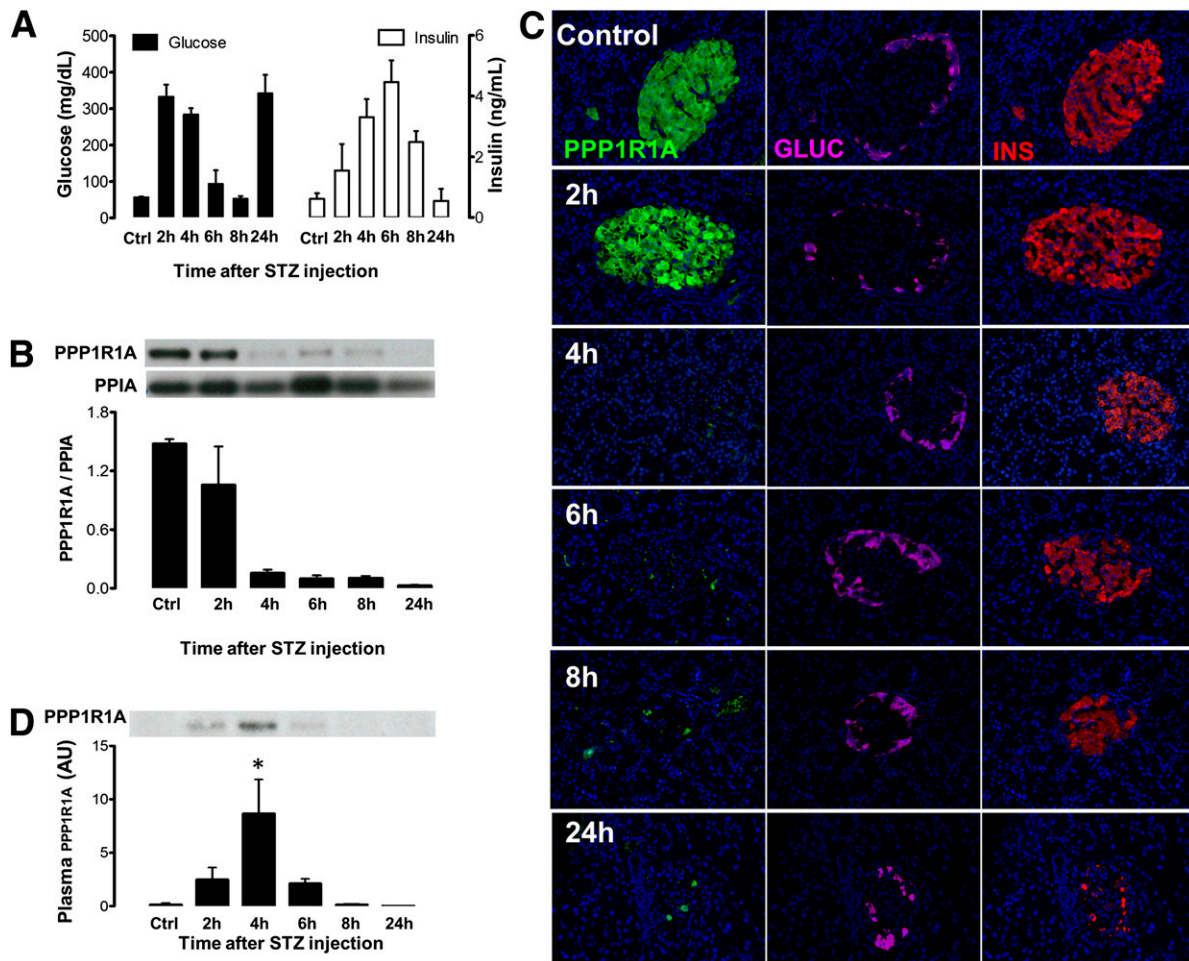 A
Glucose
Insulin
Glucose (mg/dL)
500
400
300
200
100
0
6
4
2
0
Insulin (ng/mL)
Ctrl 2h 4h 6h 8h 24h
Ctrl 2h 4h 6h 8h 24h
Time after STZ injection
B
PPP1R1A
PPIA
PPP1R1A / PPIA
1.8
1.2
0.6
0.0
Ctrl 2h 4h 6h 8h 24h
Time after STZ injection
D
PPP1R1A
Plasma PPP1R1A (AU)
15
10
5
0
*
Ctrl 2h 4h 6h 8h 24h
Time after STZ injection
C
Control
PPP1R1A GLUC INS
2h
4h
6h
8h
24h